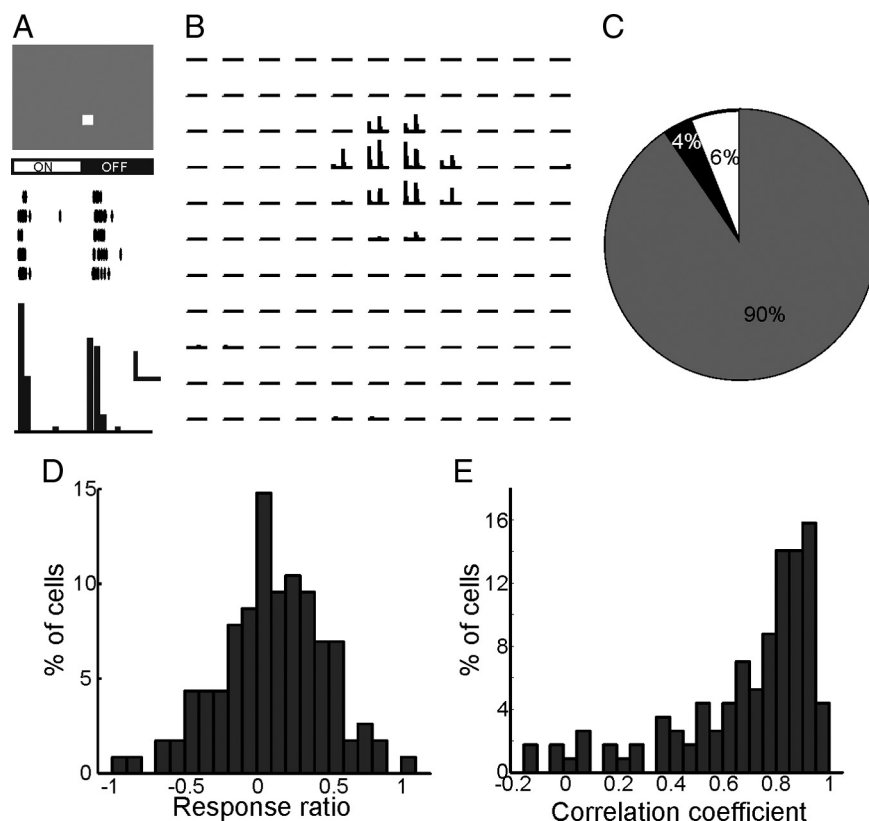 A
B
C
ON OFF
4%
6%
90%
D
15
10
5
0
% of cells
-1 -0.5 0 0.5 1
Response ratio
E
16
12
8
4
0
% of cells
-0.2 0 0.2 0.4 0.6 0.8 1
Correlation coefficient